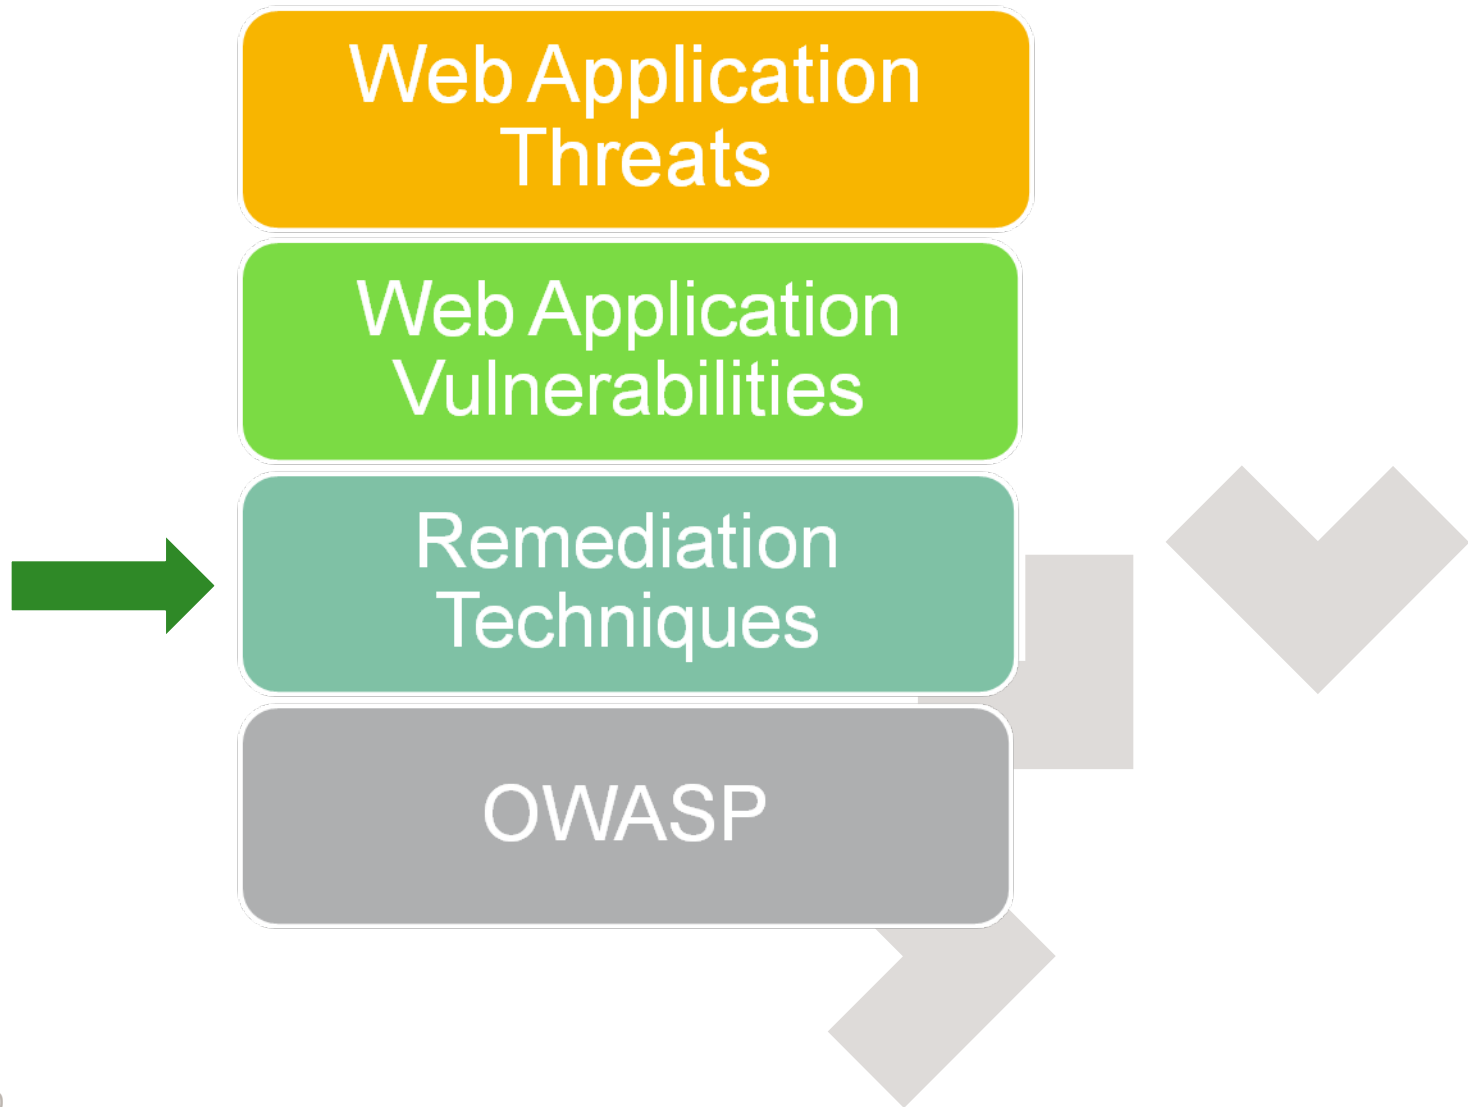 Web Application
Threats
Web Application
Vulnerabilities
Remediation
Techniques
OWASP